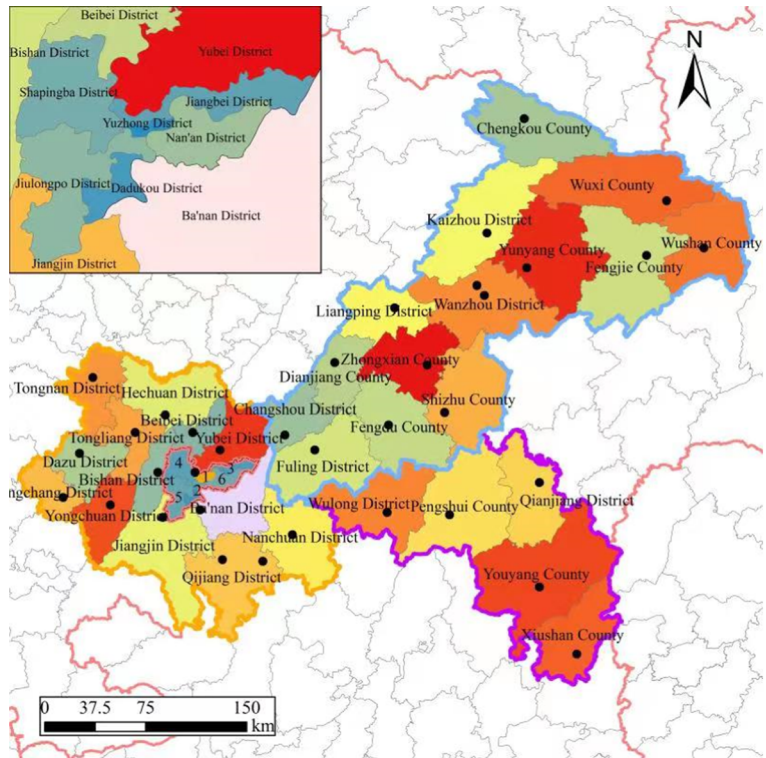 Beibei District
Bishan District
Yubei District
Shapingba District
Jiangbei District
Yuzhong District
Nan'an District
Jiulongpo District
Dadukou District
Ba'nan District
Jiangjin District
N
Chengkou County
Wuxi County
Kaizhou District
Yunyang County
Wushan County
Fengjie County
Wanzhou District
Liangping District
Zhongxian County
Dianjiang County
Tongnan District
Hechuan District
Shizhu County
Changshou District
Beibei District
Fengdu County
Tongliang District
Yubei District
Dazu District
4
3
Fuling District
Bishan District
1
6
Qianjiang District
ngchang District
5
2
Wulong District
Pengshui County
Yongchuan District
Ba'nan District
Jiangjin District
Nanchuan District
Qijiang District
Youyang County
Xiushan County
0 37.5 75 150
km